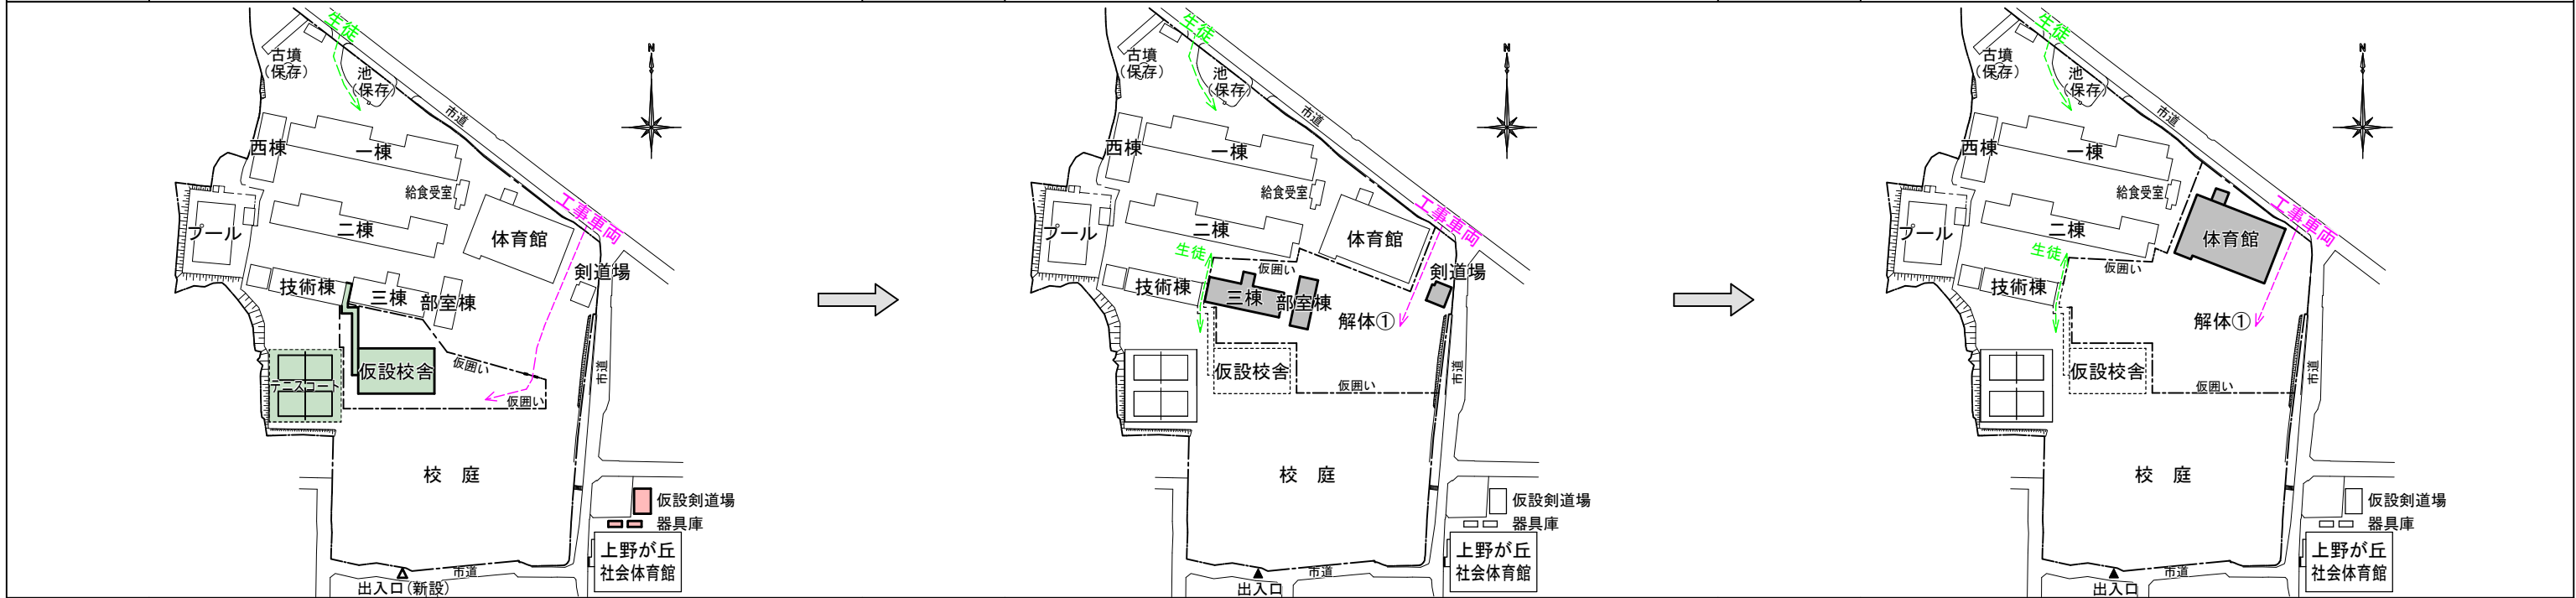 生徒
古墳
(保存)
池
(保存)
市道
N
西棟
一棟
給食受室
工事車両
プール
二棟
体育館
剣道場
技術棟
三棟
部室棟
仮設校舎
仮囲い
テニスコート
仮囲い
市道
校 庭
仮設剣道場
器具庫
上野が丘
社会体育館
市道
出入口(新設)
生徒
古墳
(保存)
池
(保存)
市道
N
西棟
一棟
給食受室
工事車両
プール
二棟
体育館
生徒
仮囲い
剣道場
技術棟
三棟
部室棟
解体①
仮設校舎
仮囲い
市道
校 庭
仮設剣道場
器具庫
上野が丘
社会体育館
市道
出入口
生徒
古墳
(保存)
池
(保存)
市道
N
西棟
一棟
給食受室
工事車両
プール
二棟
体育館
生徒
仮囲い
技術棟
解体①
仮設校舎
仮囲い
市道
校 庭
仮設剣道場
器具庫
上野が丘
社会体育館
市道
出入口